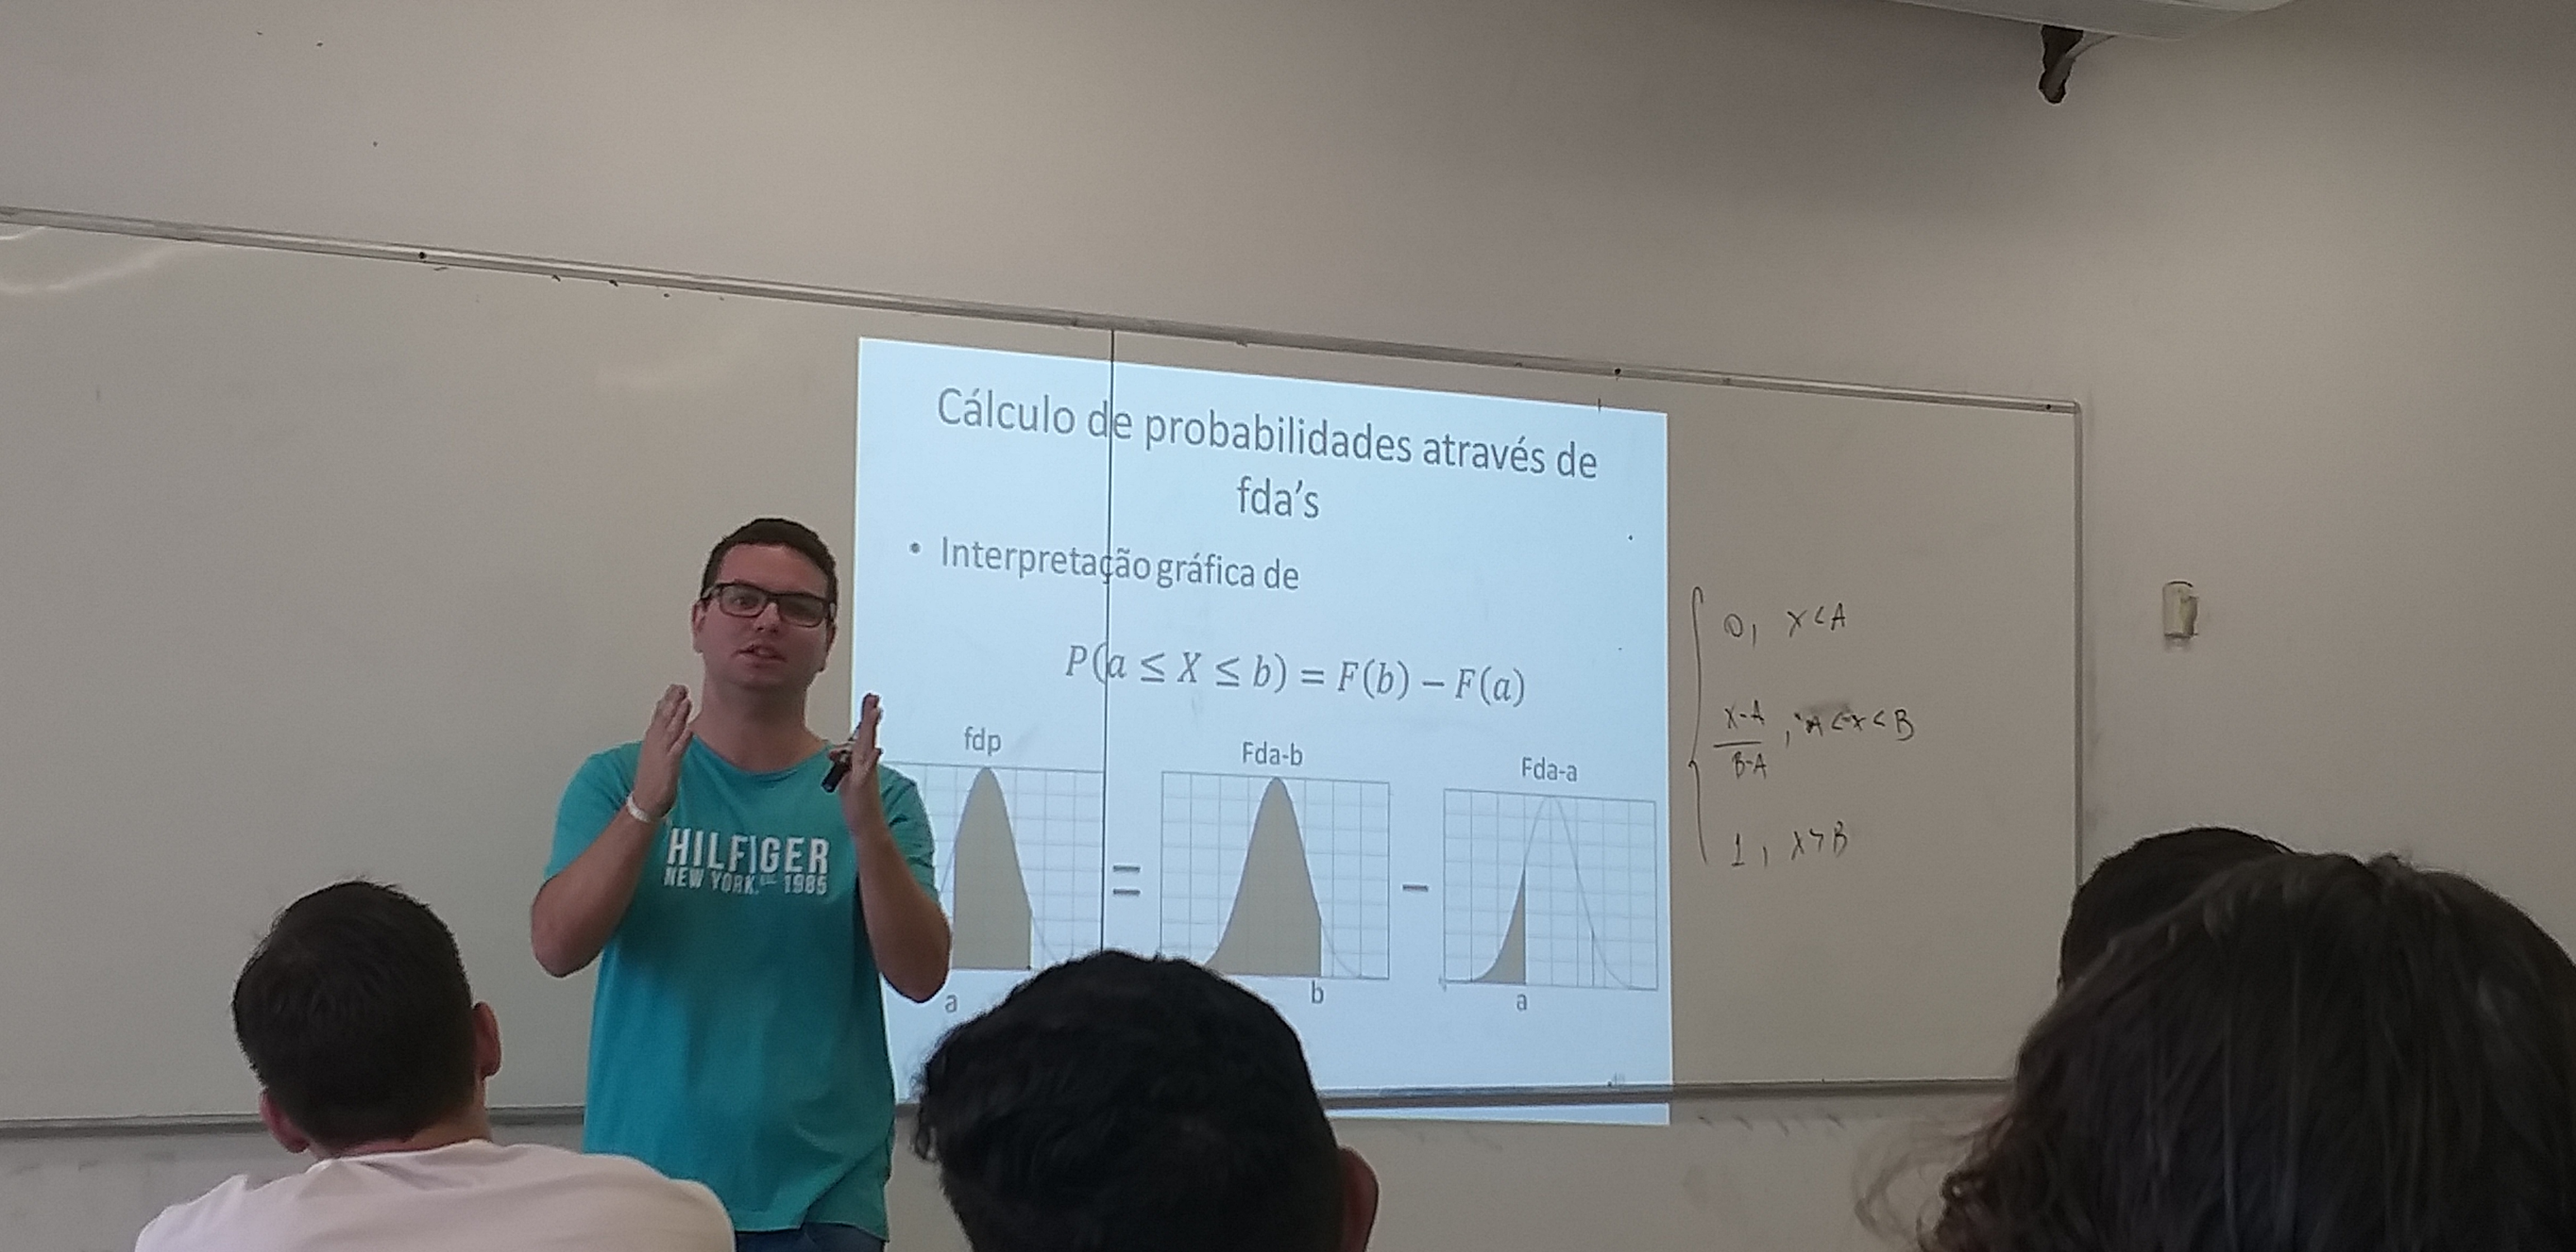 Cálculo de probabilidades através de
fda's
• Interpretação gráfica de
P(a ≤ X ≤ b) = F(b) − F(a)
fdp
Fda-b
Fda-a
=
−
a
b
a
HILFIGER
NEW YORK 1985
0, x < A
x-A
B-A
, A < x < B
1, x > B